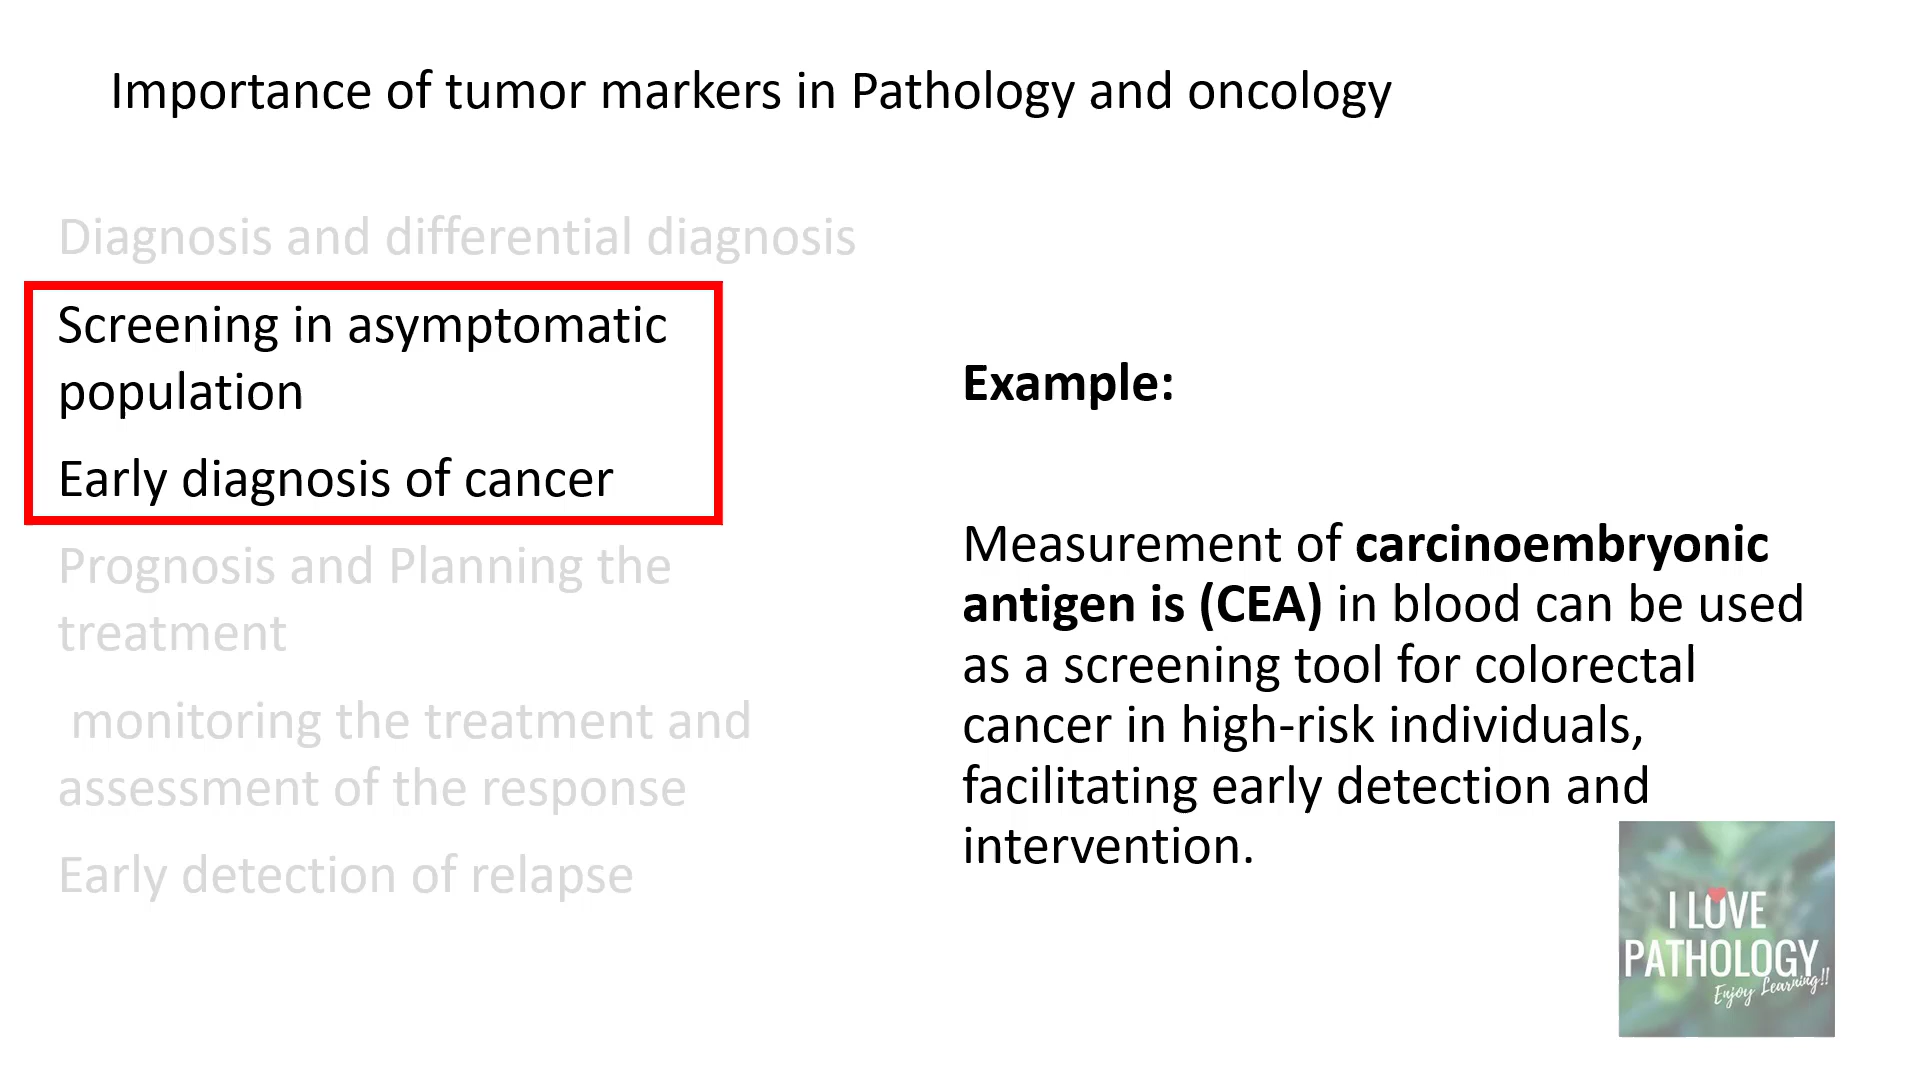 Importance of tumor markers in Pathology and oncology
Diagnosis and differential diagnosis
Screening in asymptomatic
population
Early diagnosis of cancer
Prognosis and Planning the
treatment
monitoring the treatment and
assessment of the response
Early detection of relapse
Example:
Measurement of carcinoembryonic
antigen is (CEA) in blood can be used
as a screening tool for colorectal
cancer in high-risk individuals,
facilitating early detection and
intervention.
I LOVE
PATHOLOGY
Enjoy Learning!!